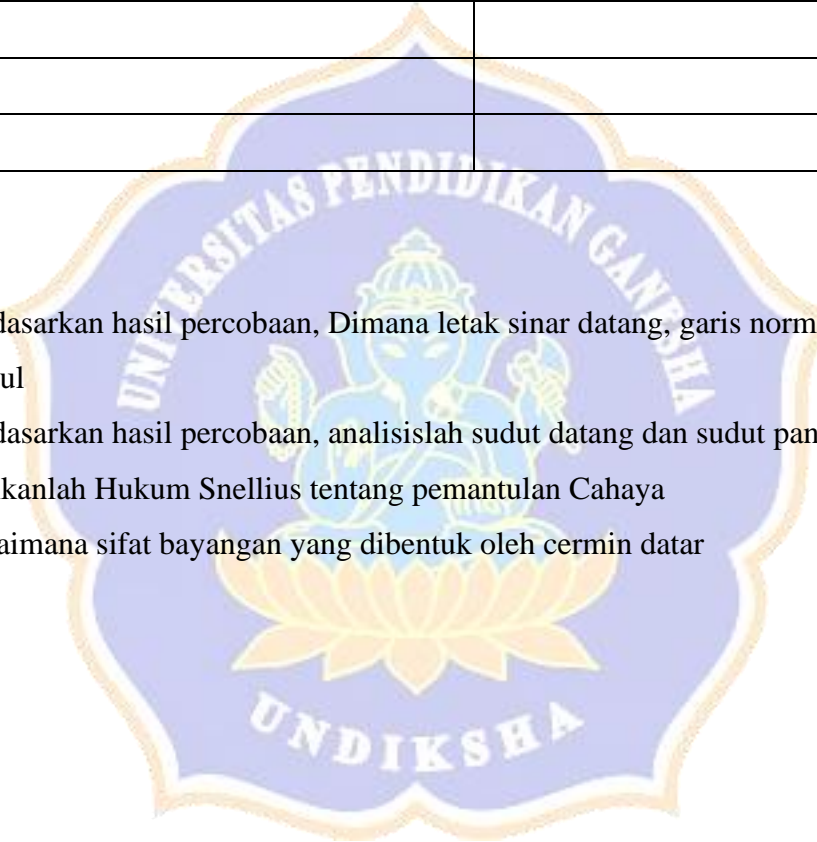 UNIVERSITAS PENDIDIKAN GANESHA
dasarkan hasil percobaan, Dimana letak sinar datang, garis norm
ul
dasarkan hasil percobaan, analisislah sudut datang dan sudut pan
kanlah Hukum Snellius tentang pemantulan Cahaya
aimana sifat bayangan yang dibentuk oleh cermin datar
UNDIKSHA